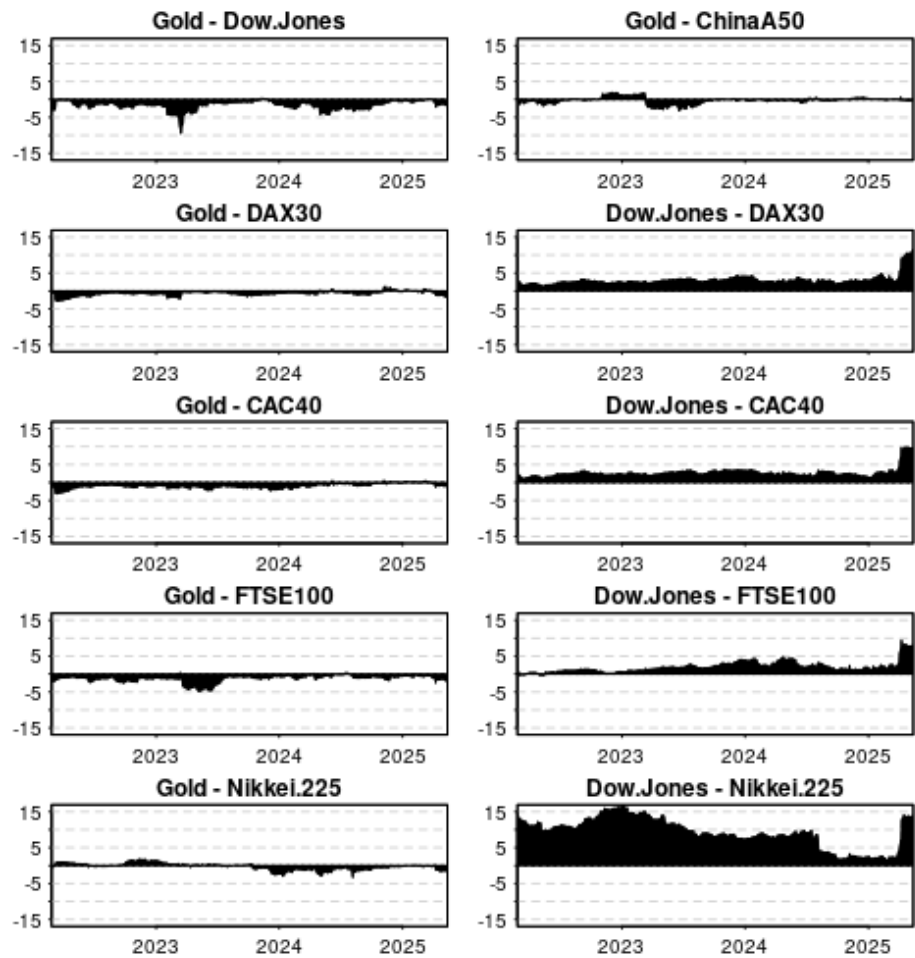 Gold - Dow.Jones
15
5
-5
-15
2023 2024 2025
Gold - ChinaA50
15
5
-5
-15
2023 2024 2025
Gold - DAX30
15
5
-5
-15
2023 2024 2025
Dow.Jones - DAX30
15
5
-5
-15
2023 2024 2025
Gold - CAC40
15
5
-5
-15
2023 2024 2025
Dow.Jones - CAC40
15
5
-5
-15
2023 2024 2025
Gold - FTSE100
15
5
-5
-15
2023 2024 2025
Dow.Jones - FTSE100
15
5
-5
-15
2023 2024 2025
Gold - Nikkei.225
15
5
-5
-15
2023 2024 2025
Dow.Jones - Nikkei.225
15
5
-5
-15
2023 2024 2025